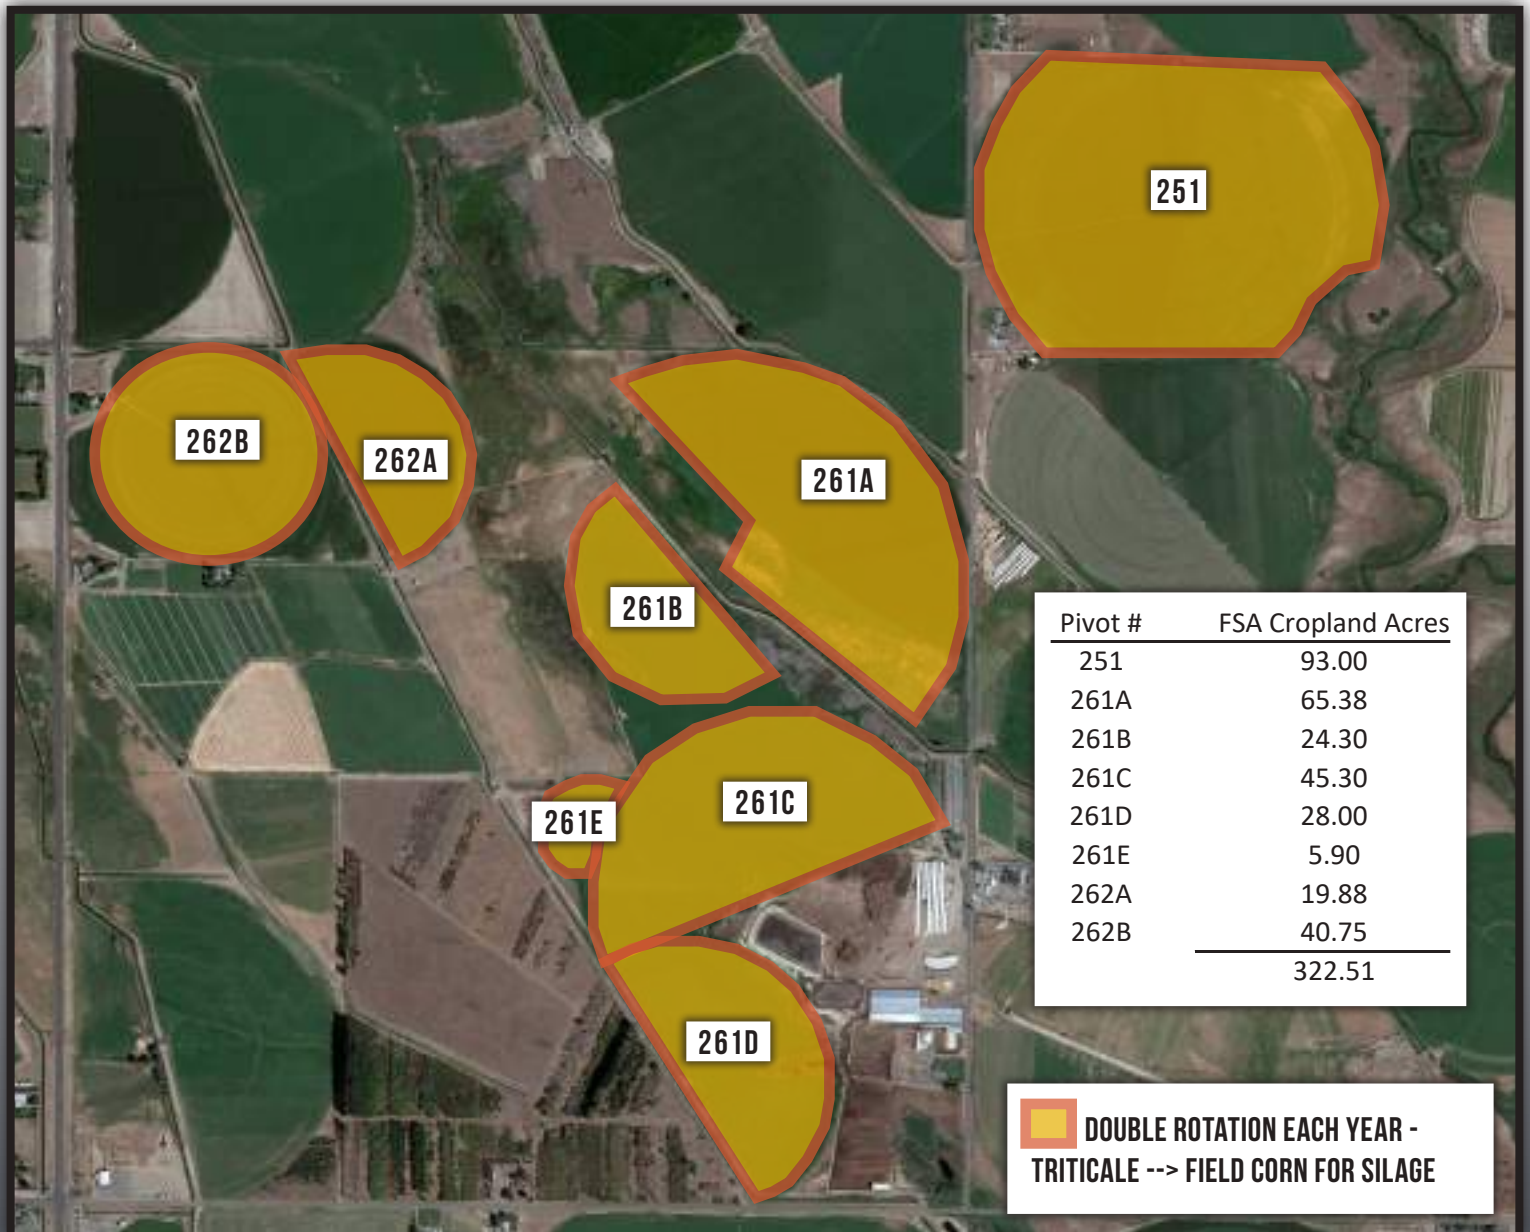 251
262B
262A
261A
261B
261E
261C
261D
Pivot # FSA Cropland Acres
251 93.00
261A 65.38
261B 24.30
261C 45.30
261D 28.00
261E 5.90
262A 19.88
262B 40.75
322.51
DOUBLE ROTATION EACH YEAR -
TRITICALE --> FIELD CORN FOR SILAGE